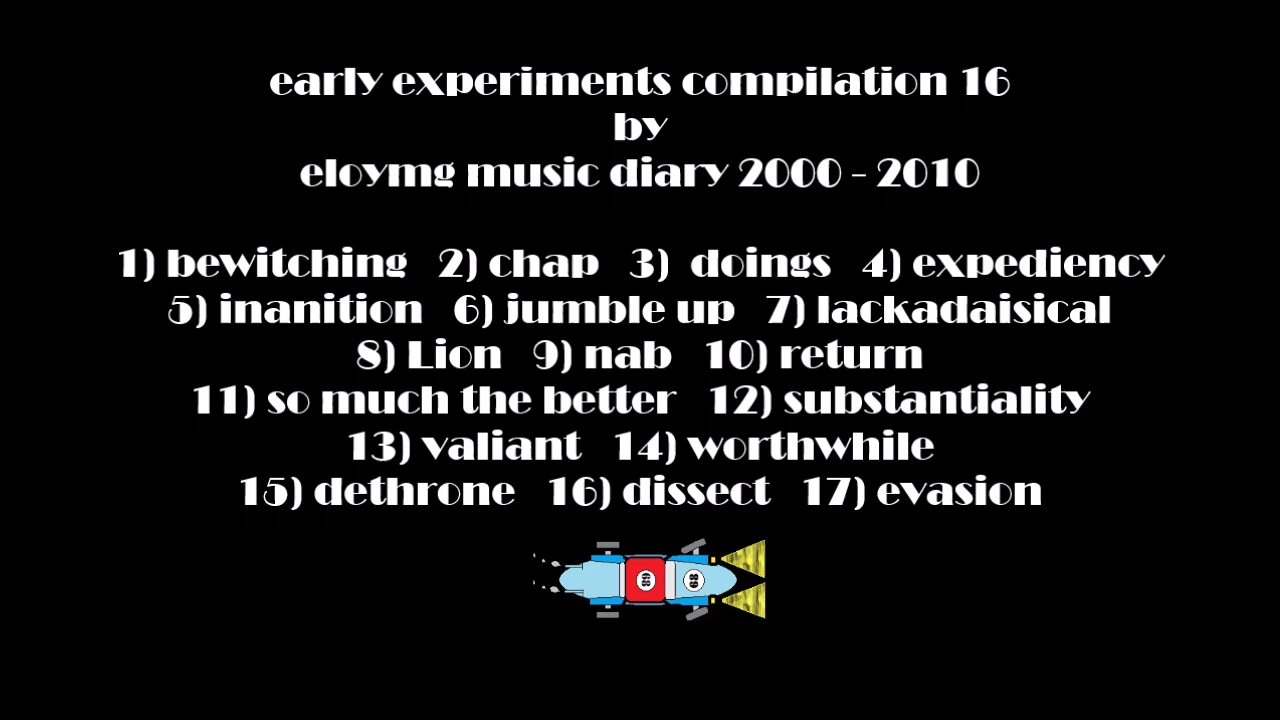 early experiments compilation 16
by
eloymg music diary 2000 - 2010
1) bewitching 2) chap 3) doings 4) expediency
5) inanition 6) jumble up 7) lackadaisical
8) Lion 9) nab 10) return
11) so much the better 12) substantiality
13) valiant 14) worthwhile
15) dethrone 16) dissect 17) evasion
68 68